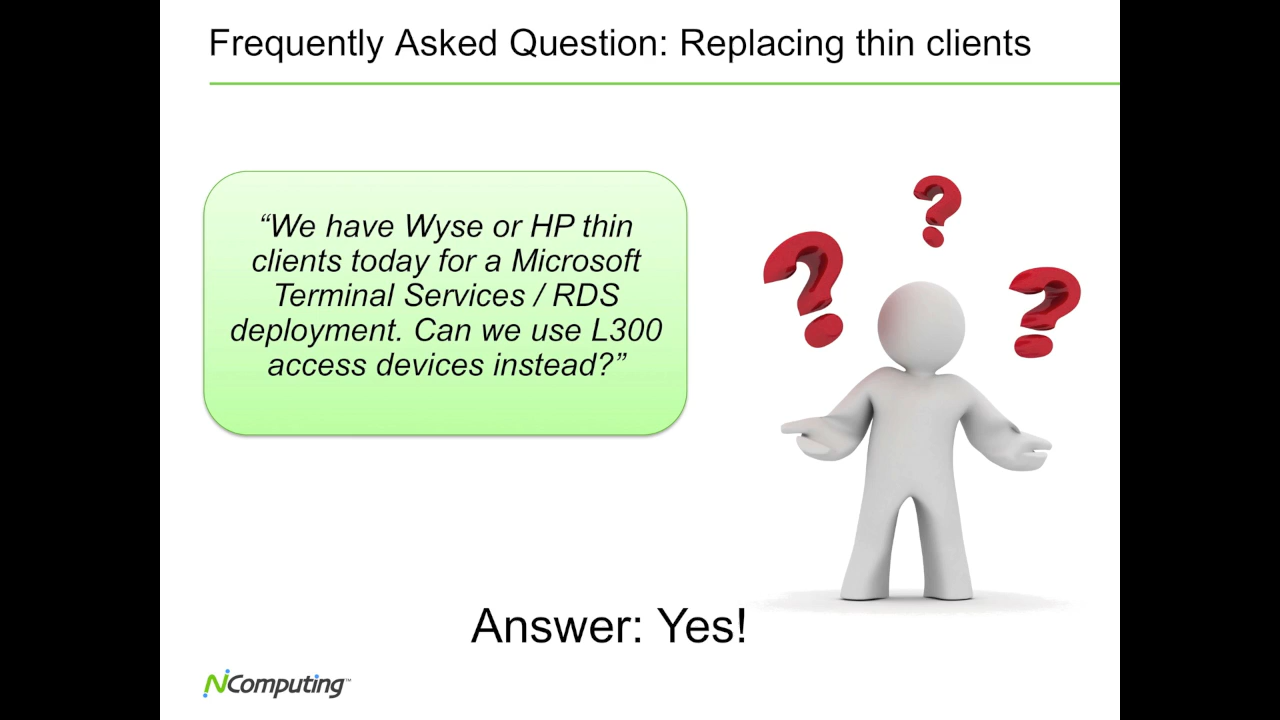 Frequently Asked Question: Replacing thin clients
“We have Wyse or HP thin
clients today for a Microsoft
Terminal Services / RDS
deployment. Can we use L300
access devices instead?”
Answer: Yes!
NComputing™